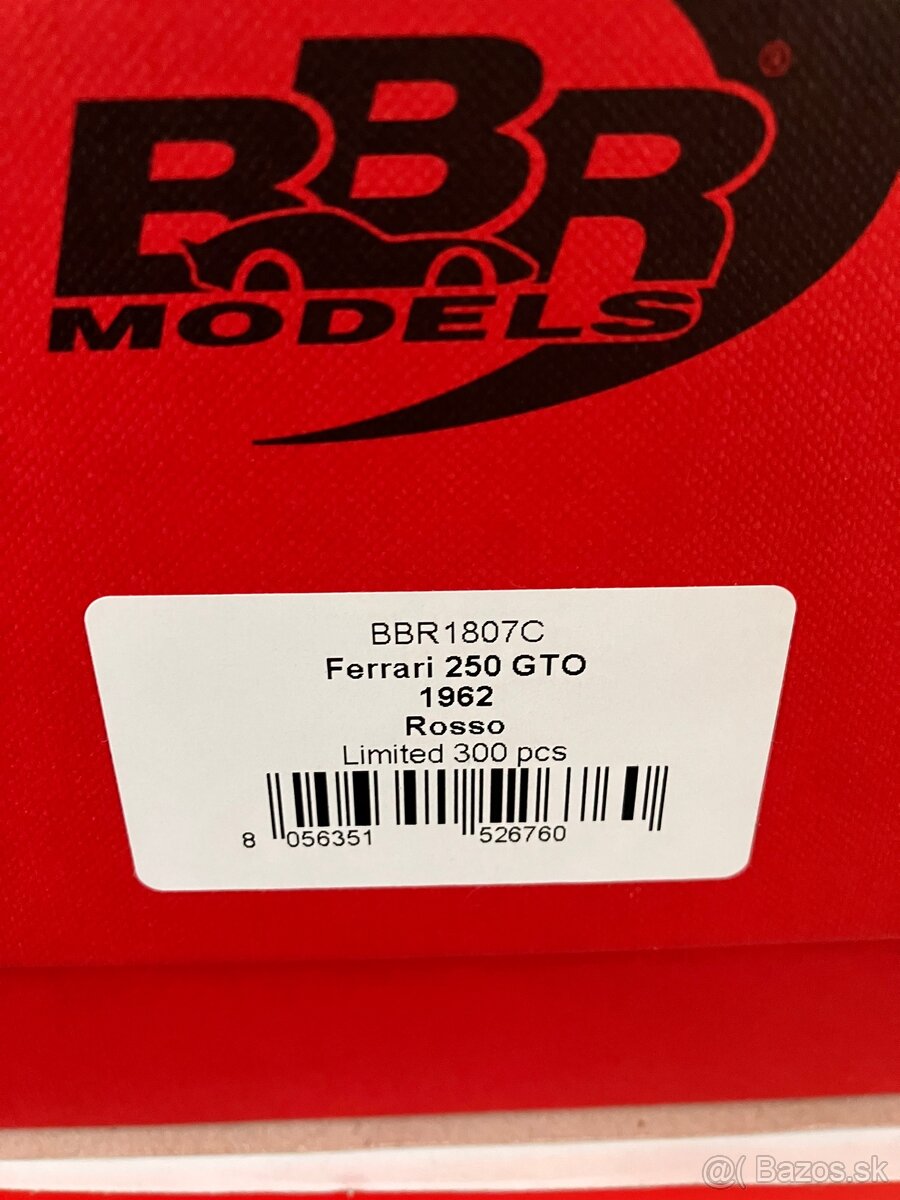 BBR
®
MODELS
BBR1807C
Ferrari 250 GTO
1962
Rosso
Limited 300 pcs
8 056351 526760
@( Bazos.sk